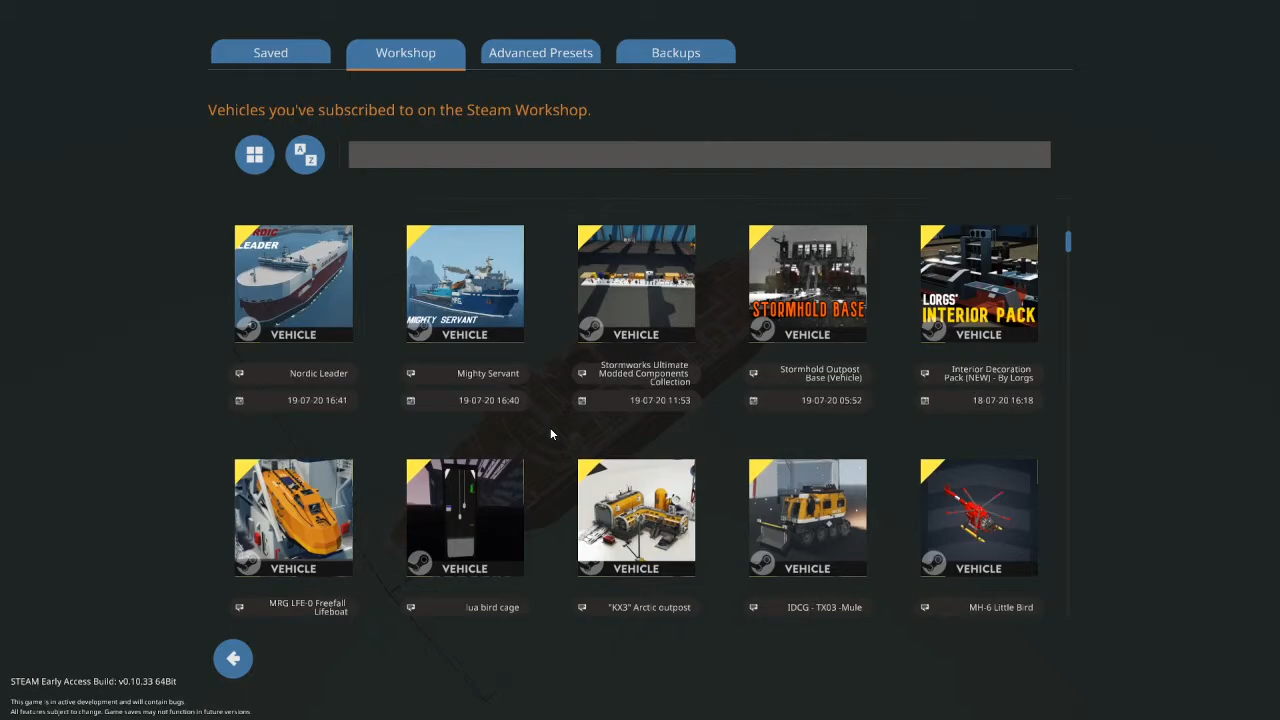 Saved
Workshop
Advanced Presets
Backups
Vehicles you've subscribed to on the Steam Workshop.
A
Z
LEADER
VEHICLE
MIGHTY SERVANT
VEHICLE
VEHICLE
STORMHOLD BASE
VEHICLE
LORGS'
INTERIOR PACK
VEHICLE
Nordic Leader
Mighty Servant
Stormworks Ultimate
Modded Components
Collection
Stormhold Outpost
Base (Vehicle)
Interior Decoration
Pack (NEW) - By Lorgs
19-07-20 16:41
19-07-20 16:40
19-07-20 11:53
19-07-20 05:52
18-07-20 16:18
VEHICLE
VEHICLE
VEHICLE
VEHICLE
VEHICLE
MRG LFE-0 Freefall
Lifeboat
lua bird cage
"KX3" Arctic outpost
IDCG - TX03 -Mule
MH-6 Little Bird
STEAM Early Access Build: v0.10.33 64Bit
This game is in active development and will contain bugs.
All features subject to change. Game saves may not function in future versions.